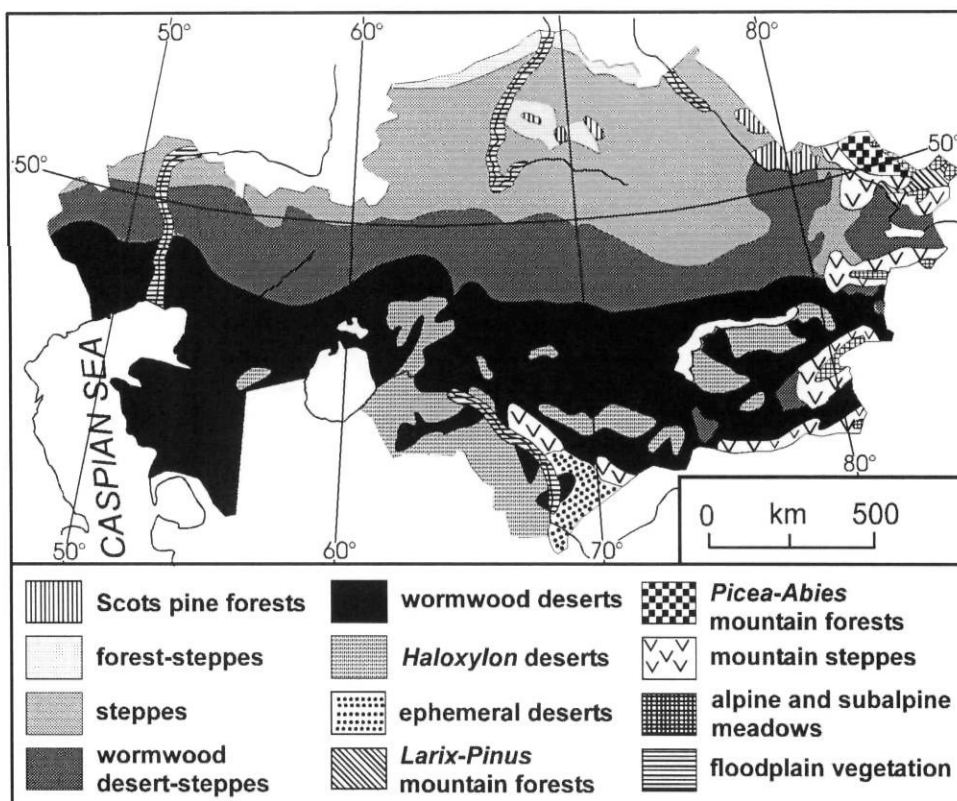 50°
60°
80°
50°
50°
CASPIAN SEA
50°
60°
70°
80°
0 km 500
Scots pine forests
forest-steppes
steppes
wormwood
desert-steppes
wormwood deserts
Haloxylon deserts
ephemeral deserts
Larix-Pinus
mountain forests
Picea-Abies
mountain forests
mountain steppes
alpine and subalpine
meadows
floodplain vegetation